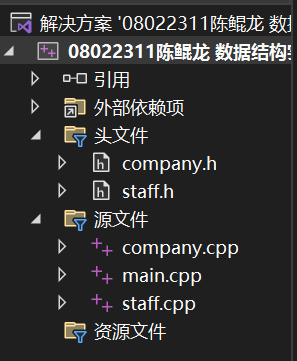 解决方案 '08022311陈鲲龙 数
08022311陈鲲龙 数据结构
引用
外部依赖项
头文件
company.h
staff.h
源文件
company.cpp
main.cpp
staff.cpp
资源文件